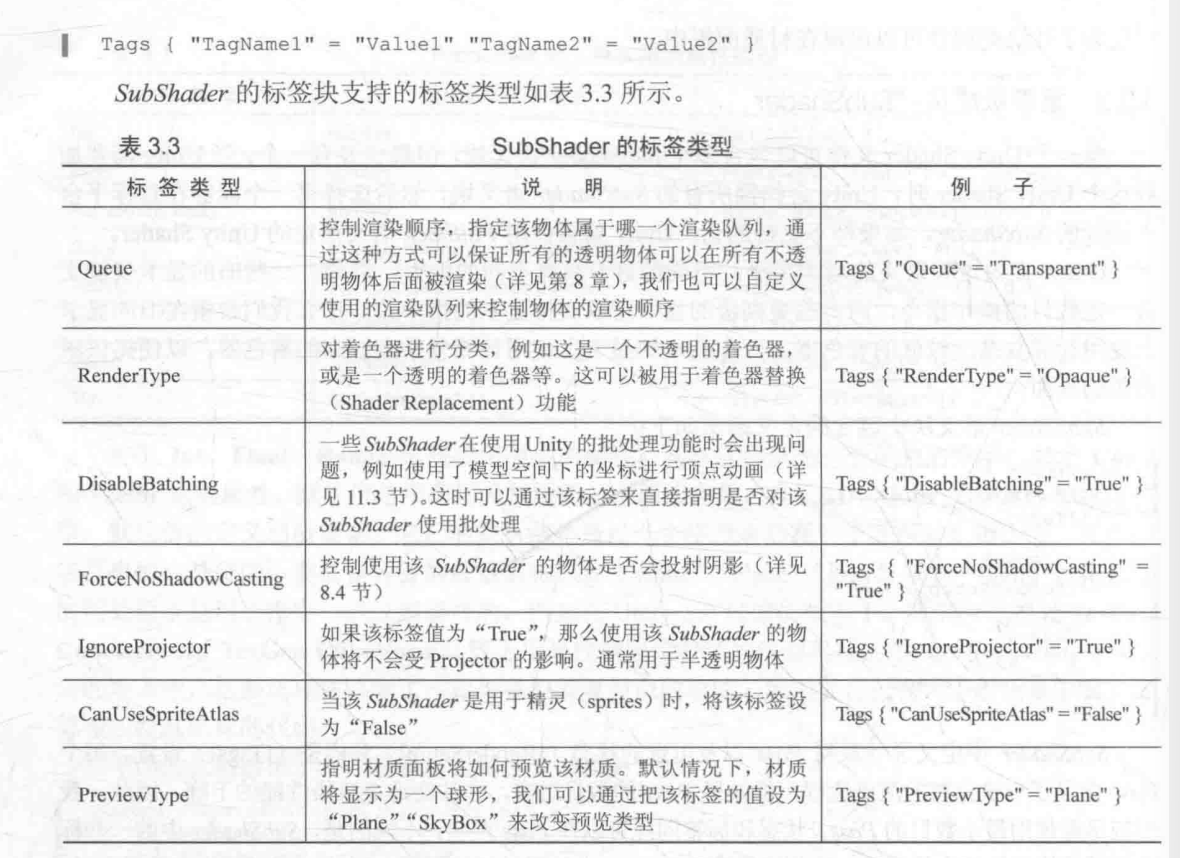 Tags { "TagName1" = "Value1" "TagName2" = "Value2" }
SubShader 的标签块支持的标签类型如表 3.3 所示。
表 3.3 SubShader 的标签类型
标 签 类 型 说 明 例 子
Queue
控制渲染顺序，指定该物体属于哪一个渲染队列，通
过这种方式可以保证所有的透明物体可以在所有不透
明物体后面被渲染（详见第 8 章），我们也可以自定义
使用的渲染队列来控制物体的渲染顺序
Tags { "Queue" = "Transparent" }
RenderType
对着色器进行分类，例如这是一个不透明的着色器，
或是一个透明的着色器等。这可以被用于着色器替换
（Shader Replacement）功能
Tags { "RenderType" = "Opaque" }
DisableBatching
一些 SubShader 在使用 Unity 的批处理功能时会出现问
题，例如使用了模型空间下的坐标进行顶点动画（详
见 11.3 节）。这时可以通过该标签来直接指明是否对该
SubShader 使用批处理
Tags { "DisableBatching" = "True" }
ForceNoShadowCasting
控制使用该 SubShader 的物体是否会投射阴影（详见
8.4 节）
Tags { "ForceNoShadowCasting" =
"True" }
IgnoreProjector
如果该标签值为“True”，那么使用该 SubShader 的物
体将不会受 Projector 的影响。通常用于半透明物体
Tags { "IgnoreProjector" = "True" }
CanUseSpriteAtlas
当该 SubShader 是用于精灵（sprites）时，将该标签设
为“False”
Tags { "CanUseSpriteAtlas" = "False" }
PreviewType
指明材质面板将如何预览该材质。默认情况下，材质
将显示为一个球形，我们可以通过把该标签的值设为
“Plane”“SkyBox”来改变预览类型
Tags { "PreviewType" = "Plane" }